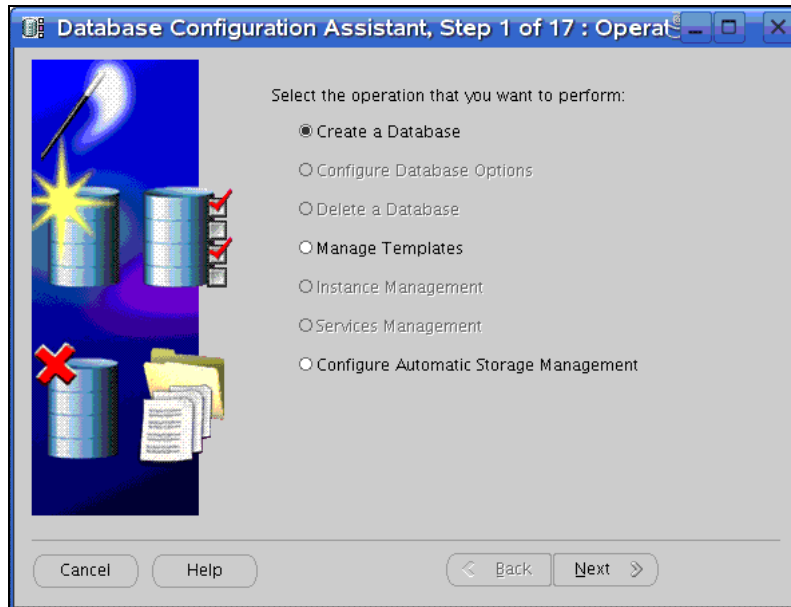 Database Configuration Assistant, Step 1 of 17 : Operat
Select the operation that you want to perform:
Create a Database
Configure Database Options
Delete a Database
Manage Templates
Instance Management
Services Management
Configure Automatic Storage Management
Cancel
Help
Back
Next